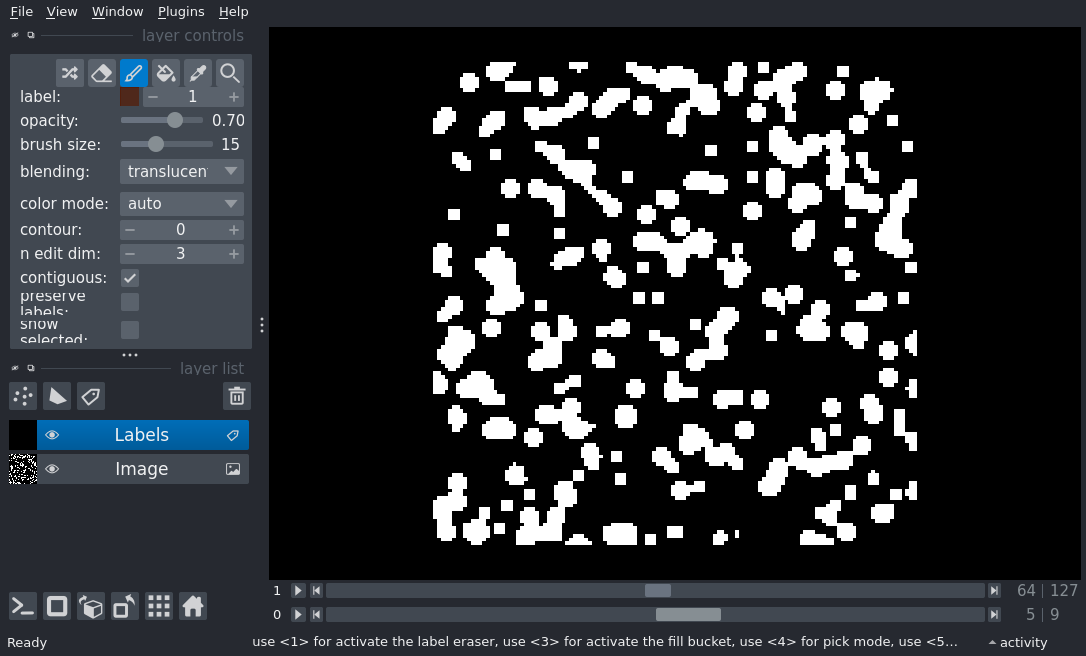 File View Window Plugins Help
layer controls
label: 1
opacity: 0.70
brush size: 15
blending: translucen
color mode: auto
contour: 0
n edit dim: 3
contiguous:
preserve
labels:
show
selected:
layer list
Labels
Image
1 64 127
0 5 9
Ready use <1> for activate the label eraser, use <3> for activate the fill bucket, use <4> for pick mode, use <5... activity